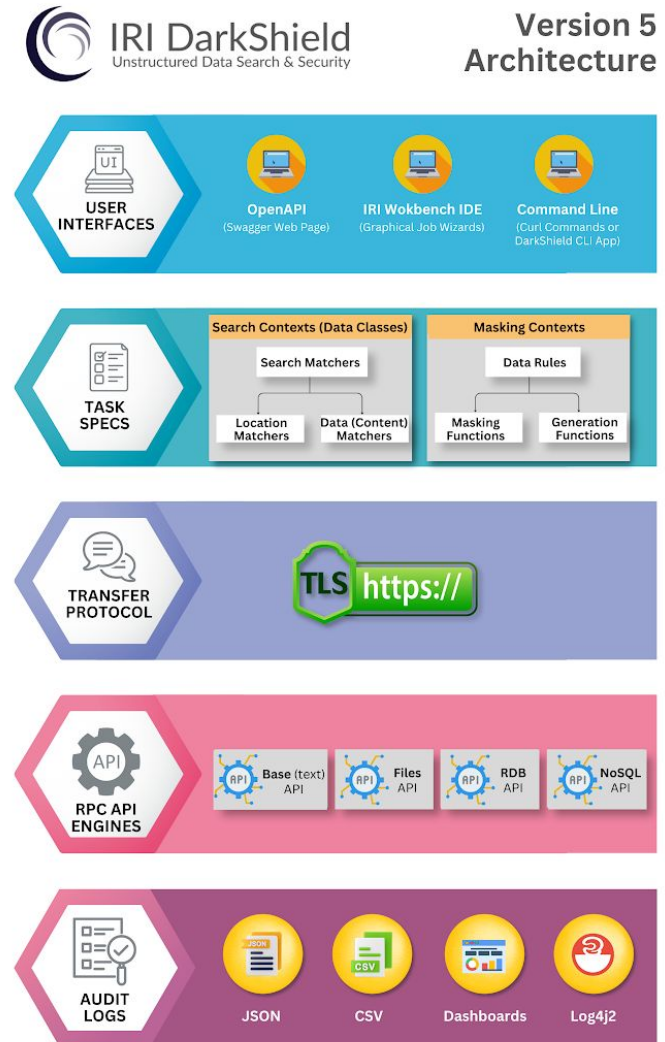 IRI DarkShield
Unstructured Data Search & Security
Version 5
Architecture
UI
USER
INTERFACES
OpenAPI
(Swagger Web Page)
IRI Wokbench IDE
(Graphical Job Wizards)
Command Line
(Curl Commands or
DarkShield CLI App)
TASK
SPECS
Search Contexts (Data Classes)
Search Matchers
Location
Matchers
Data (Content)
Matchers
Masking Contexts
Data Rules
Masking
Functions
Generation
Functions
TRANSFER
PROTOCOL
TLS
https://
API
RPC API
ENGINES
API
Base (text)
API
API
Files
API
API
RDB
API
API
NoSQL
API
AUDIT
LOGS
JSON
JSON
CSV
CSV
Dashboards
Log4j2